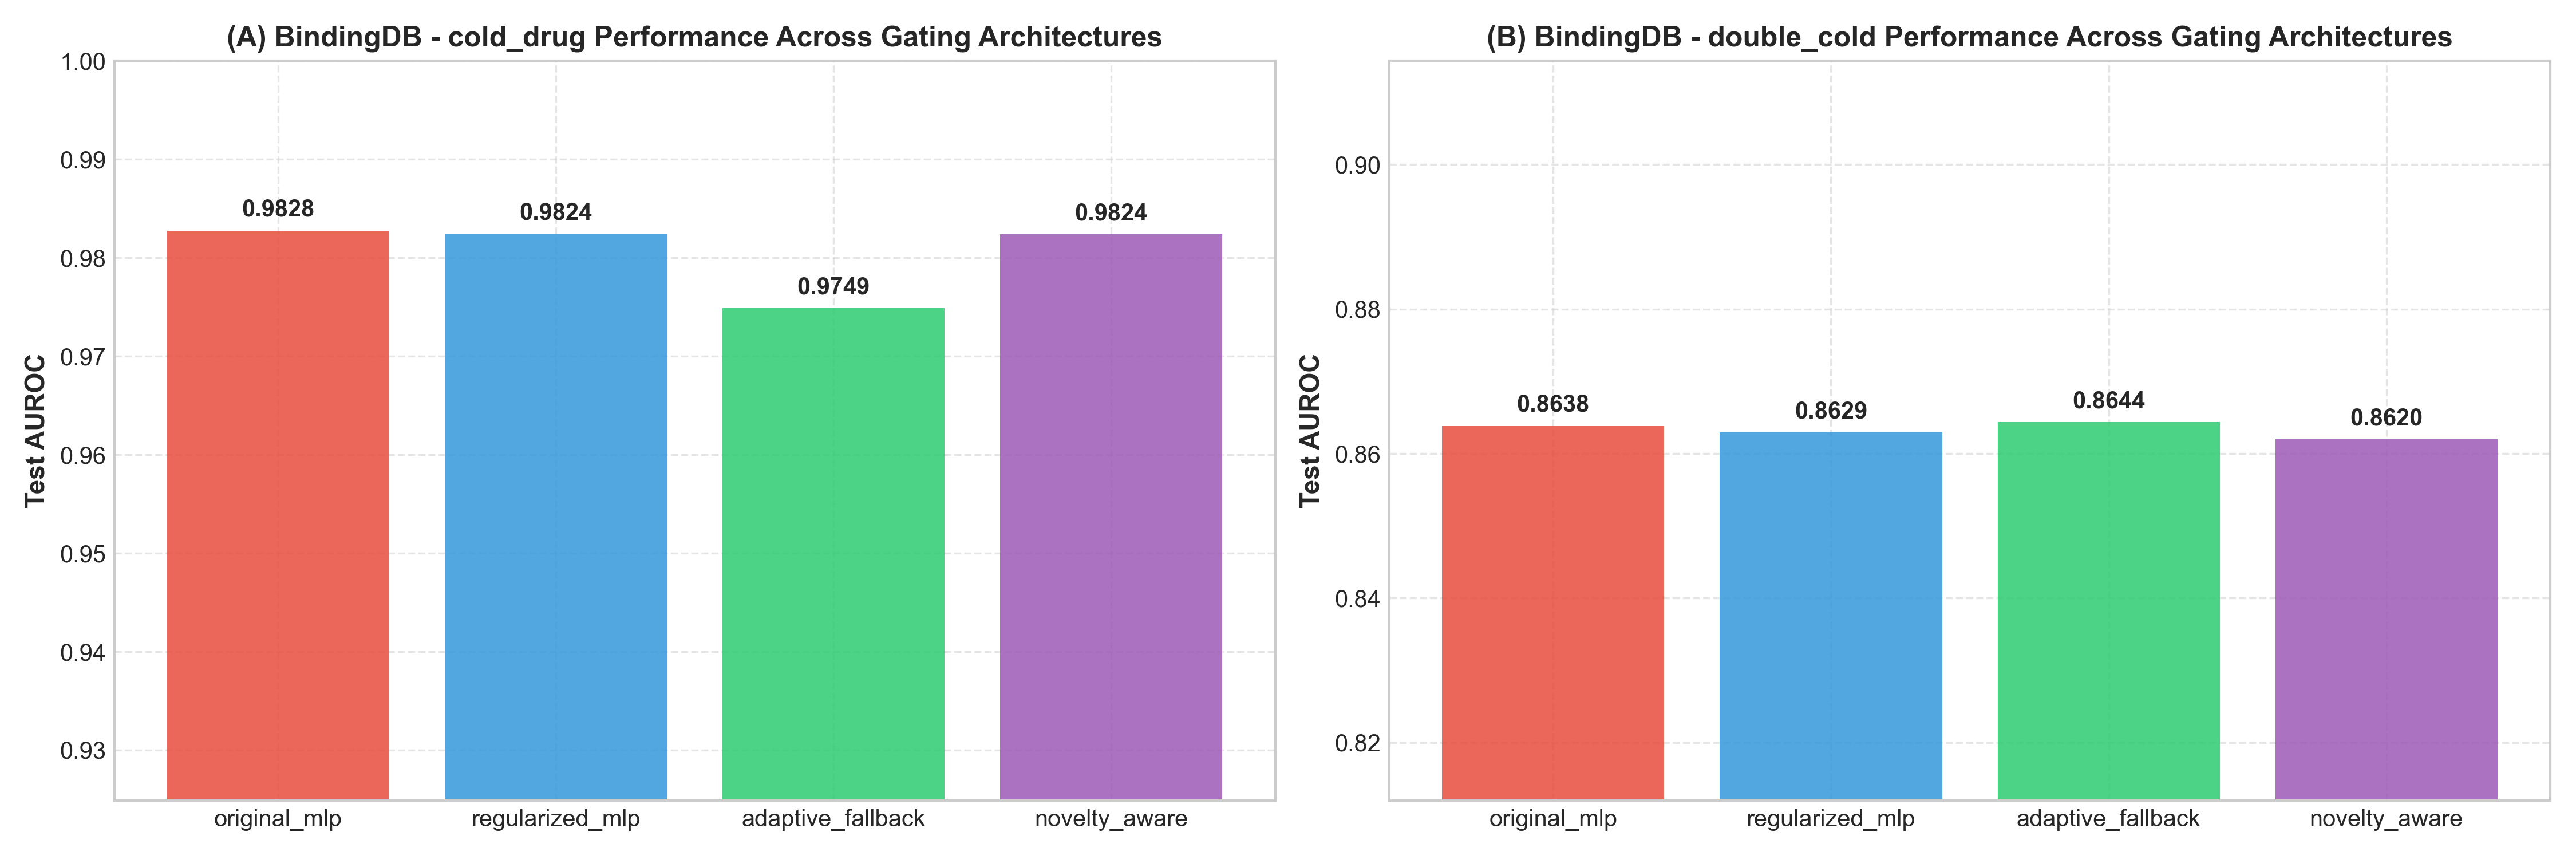 (A) BindingDB - cold_drug Performance Across Gating Architectures
Test AUROC
1.00
0.99
0.98
0.97
0.96
0.95
0.94
0.93
0.9828
0.9824
0.9749
0.9824
original_mlp
regularized_mlp
adaptive_fallback
novelty_aware
(B) BindingDB - double_cold Performance Across Gating Architectures
Test AUROC
0.90
0.88
0.86
0.84
0.82
0.8638
0.8629
0.8644
0.8620
original_mlp
regularized_mlp
adaptive_fallback
novelty_aware